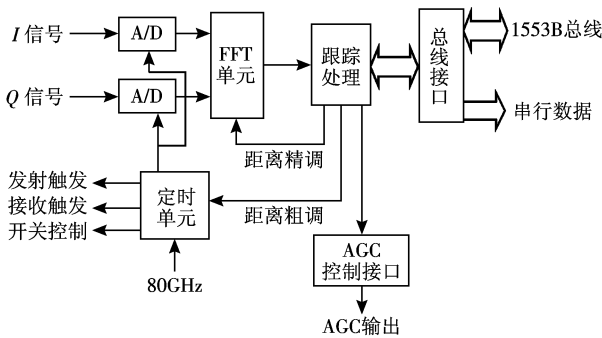 I 信号
A/D
FFT
单元
跟踪
处理
总线接口
1553B总线
Q 信号
A/D
串行数据
距离精调
发射触发
接收触发
开关控制
定时
单元
距离粗调
80GHz
AGC
控制接口
AGC输出